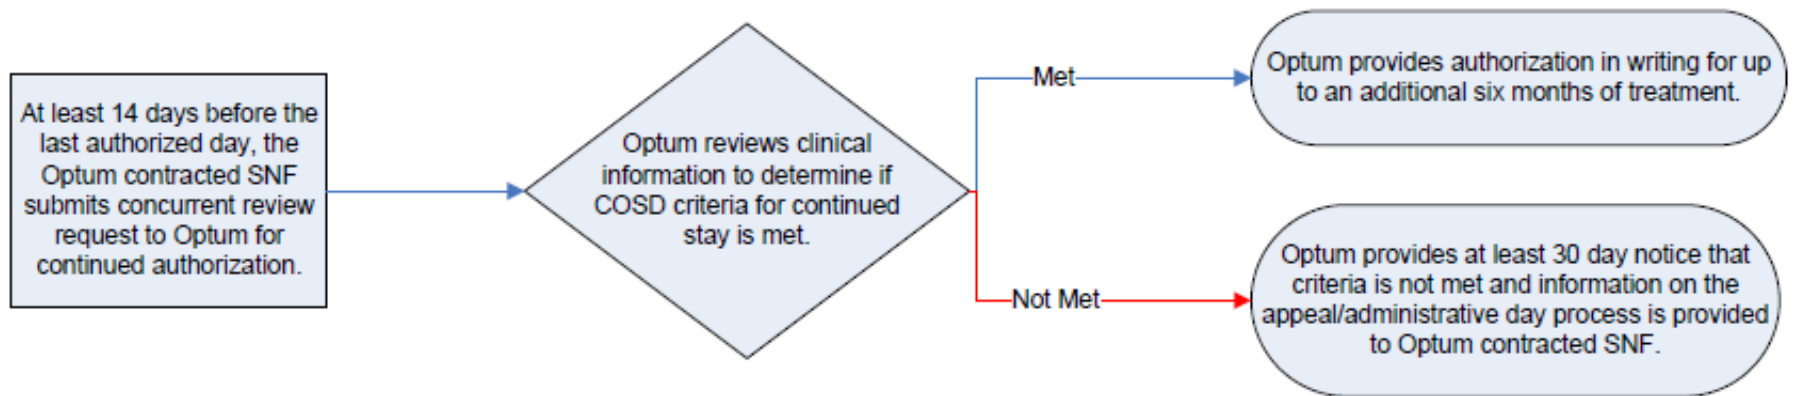 At least 14 days before the
last authorized day, the
Optum contracted SNF
submits concurrent review
request to Optum for
continued authorization.
Optum reviews clinical
information to determine if
COSD criteria for continued
stay is met.
Met
Optum provides authorization in writing for up
to an additional six months of treatment.
Not Met
Optum provides at least 30 day notice that
criteria is not met and information on the
appeal/administrative day process is provided
to Optum contracted SNF.